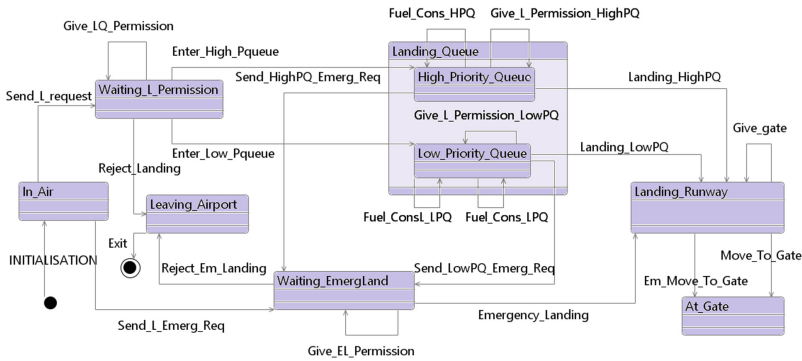 Fuel_Cons_HPQ
Give_L_Permission_HighPQ
Give_LQ_Permission
Enter_High_Pqueue
Landing_Queue
Send_HighPQ_Emerg_Req
High_Priority_Queue
Landing_HighPQ
Waiting_L_Permission
Send_L_request
Give_L_Permission_LowPQ
Give_gate
Enter_Low_Pqueue
Low_Priority_Queue
Landing_LowPQ
Reject_Landing
In_Air
Leaving_Airport
Landing_Runway
Fuel_ConsL_LPQ
Fuel_Cons_LPQ
Exit
INITIALISATION
Reject_Em_Landing
Send_LowPQ_Emerg_Req
Move_To_Gate
Waiting_EmergLand
Em_Move_To_Gate
At_Gate
Send_L_Emerg_Req
Emergency_Landing
Give_EL_Permission